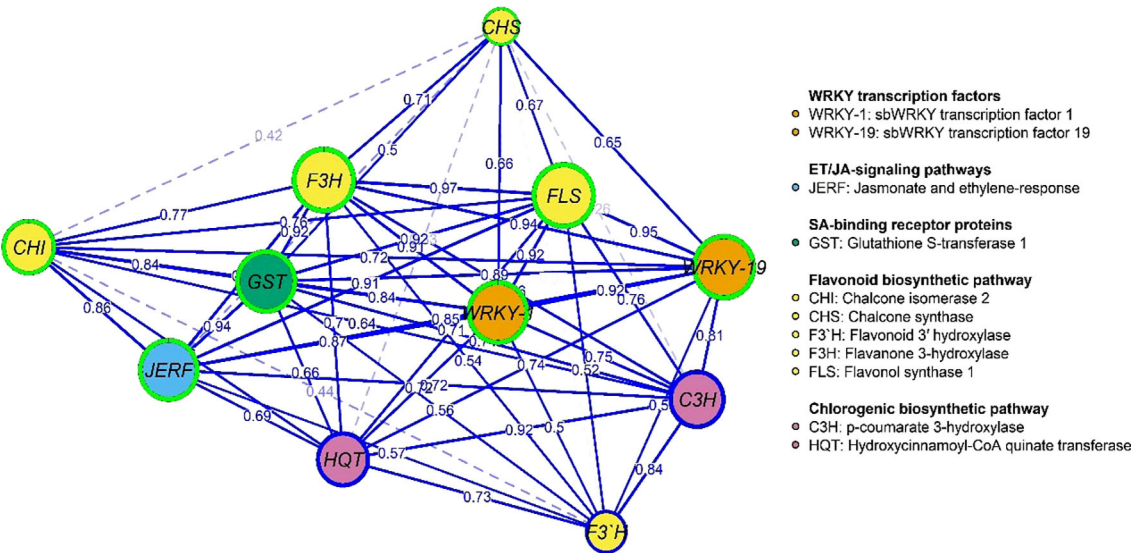 CHS
0.71
0.67
0.42
0.5
0.66
0.65
F3H
0.97
FLS
0.77
0.76
0.92
0.92
0.91
0.94
0.95
CHI
0.84
GST
0.72
0.92
WRKY-19
0.91
0.84
0.89
0.76
0.92
0.86
0.94
0.64
0.85
WRKY-1
0.81
0.87
0.71
JERF
0.66
0.54
0.74
0.75
0.52
0.44
0.72
C3H
0.69
0.56
0.92
0.5
HQT
0.57
0.84
0.73
F3`H
WRKY transcription factors
WRKY-1: sbWRKY transcription factor 1
WRKY-19: sbWRKY transcription factor 19
ET/JA-signaling pathways
JERF: Jasmonate and ethylene-response
SA-binding receptor proteins
GST: Glutathione S-transferase 1
Flavonoid biosynthetic pathway
CHI: Chalcone isomerase 2
CHS: Chalcone synthase
F3`H: Flavonoid 3′ hydroxylase
F3H: Flavanone 3-hydroxylase
FLS: Flavonol synthase 1
Chlorogenic biosynthetic pathway
C3H: p-coumarate 3-hydroxylase
HQT: Hydroxycinnamoyl-CoA quinate transferase